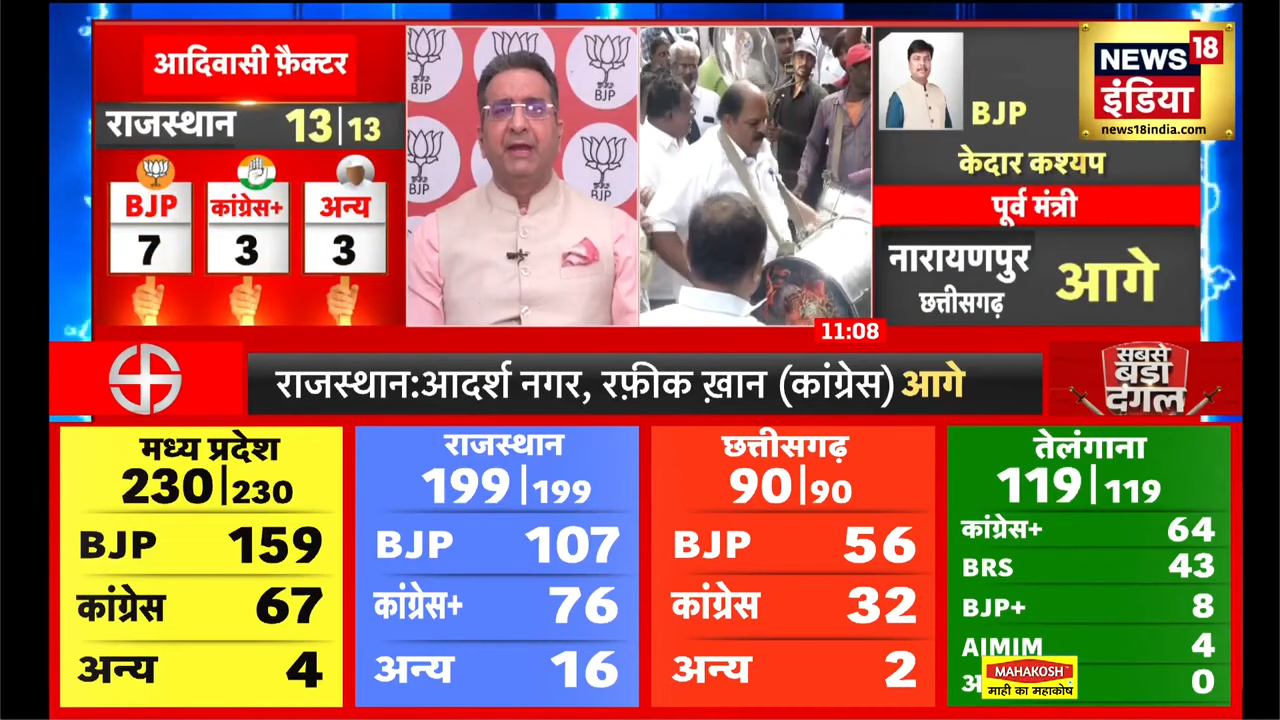 आदिवासी फ़ैक्टर
राजस्थान 13|13
BJP
7
कांग्रेस+
3
अन्य
3
BJP
BJP
BJP
BJP
BJP
केदार कश्यप
पूर्व मंत्री
नारायणपुर
छत्तीसगढ़
आगे
NEWS 18
इंडिया
news18india.com
11:08
राजस्थान:आदर्श नगर, रफ़ीक ख़ान (कांग्रेस) आगे
सबसे
बड़ा
दंगल
मध्य प्रदेश
230|230
BJP 159
कांग्रेस 67
अन्य 4
राजस्थान
199|199
BJP 107
कांग्रेस+ 76
अन्य 16
छत्तीसगढ़
90|90
BJP 56
कांग्रेस 32
अन्य 2
तेलंगाना
119|119
कांग्रेस+ 64
BRS 43
BJP+ 8
AIMIM 4
0
MAHAKOSH
माही का महाकोष